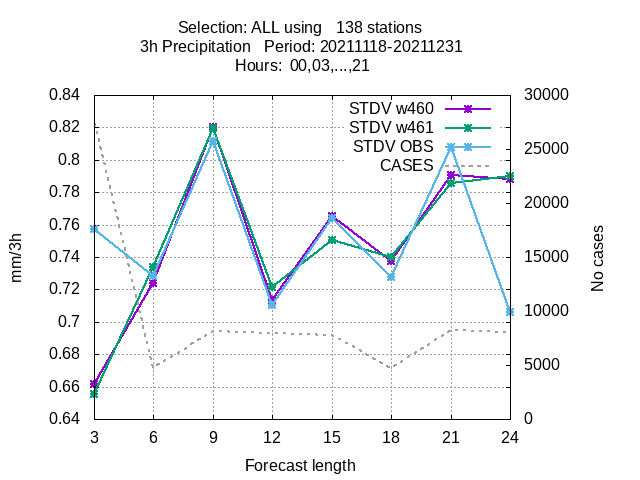 Selection: ALL using   138 stations
3h Precipitation   Period: 20211118-20211231
Hours:  00,03,...,21
0.84
0.82
0.8
0.78
0.76
0.74
0.72
0.7
0.68
0.66
0.64
mm/3h
STDV w460
STDV w461
STDV OBS
CASES
30000
25000
20000
15000
10000
5000
0
No cases
3 6 9 12 15 18 21 24
Forecast length